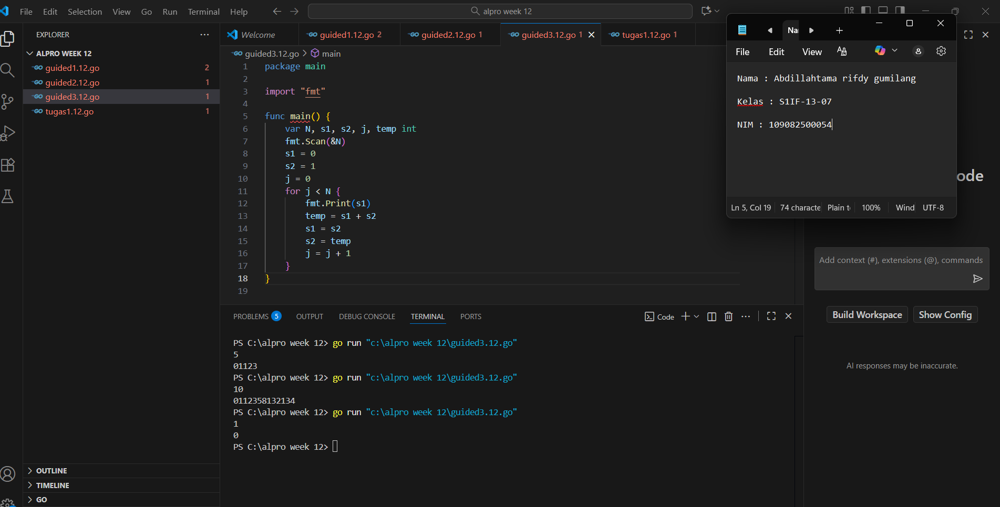 File Edit Selection View Go Run Terminal Help
alpro week 12
EXPLORER
ALPRO WEEK 12
guided1.12.go 2
guided2.12.go 1
guided3.12.go 1
tugas1.12.go 1
OUTLINE
TIMELINE
GO
Welcome
guided1.12.go 2
guided2.12.go 1
guided3.12.go 1
tugas1.12.go 1
guided3.12.go > main
1 package main
2
3 import "fmt"
4
5 func main() {
6 var N, s1, s2, j, temp int
7 fmt.Scan(&N)
8 s1 = 0
9 s2 = 1
10 j = 0
11 for j < N {
12 fmt.Print(s1)
13 temp = s1 + s2
14 s1 = s2
15 s2 = temp
16 j = j + 1
17 }
18 }
19
PROBLEMS 5 OUTPUT DEBUG CONSOLE TERMINAL PORTS
Code
PS C:\alpro week 12> go run "c:\alpro week 12\guided3.12.go"
5
01123
PS C:\alpro week 12> go run "c:\alpro week 12\guided3.12.go"
10
0112358132134
PS C:\alpro week 12> go run "c:\alpro week 12\guided3.12.go"
1
0
PS C:\alpro week 12>
Na
File Edit View
Nama : Abdillahtama rifdy gumilang
Kelas : S1IF-13-07
NIM : 109082500054
Ln 5, Col 19 74 characte Plain t 100% Wind UTF-8
ode
Add context (#), extensions (@), commands
Build Workspace Show Config
AI responses may be inaccurate.